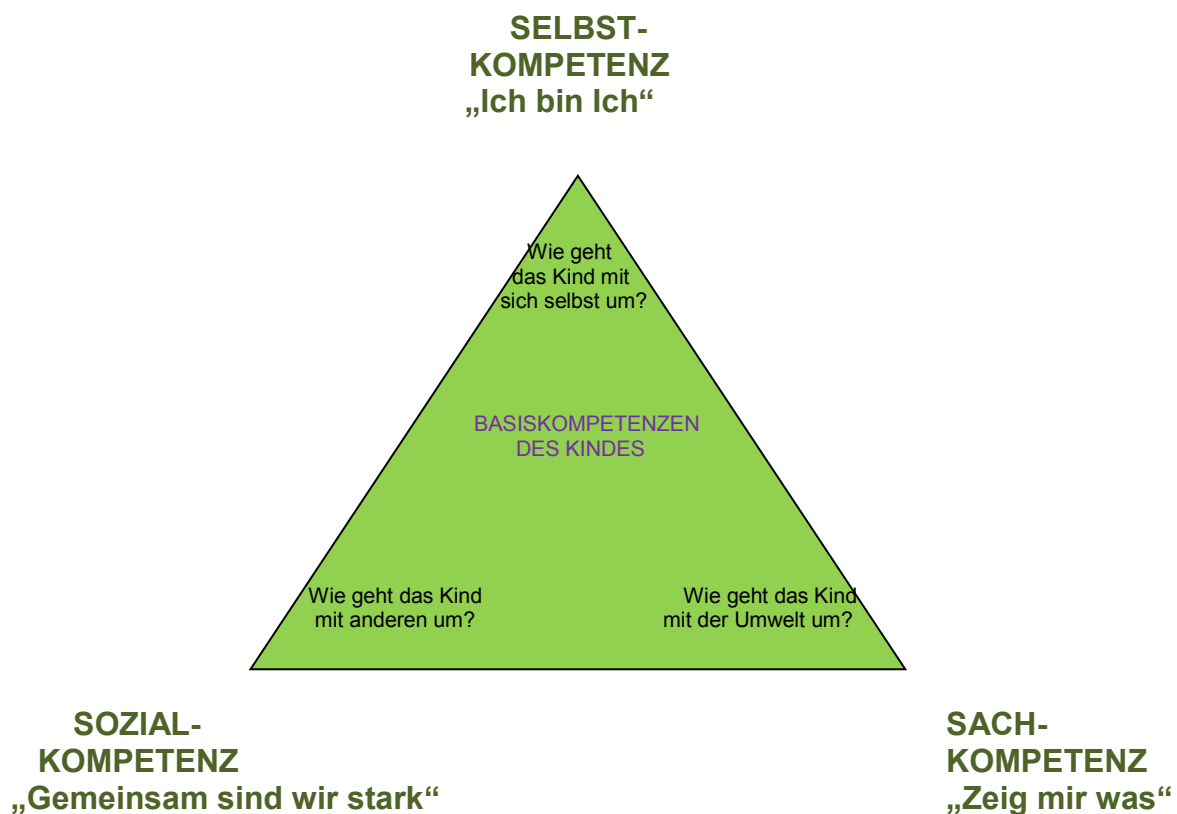 SELBST-
KOMPETENZ
„Ich bin Ich“
Wie geht
das Kind mit
sich selbst um?
BASISKOMPETENZEN
DES KINDES
Wie geht das Kind
mit anderen um?
Wie geht das Kind
mit der Umwelt um?
SOZIAL-
KOMPETENZ
„Gemeinsam sind wir stark“
SACH-
KOMPETENZ
„Zeig mir was“